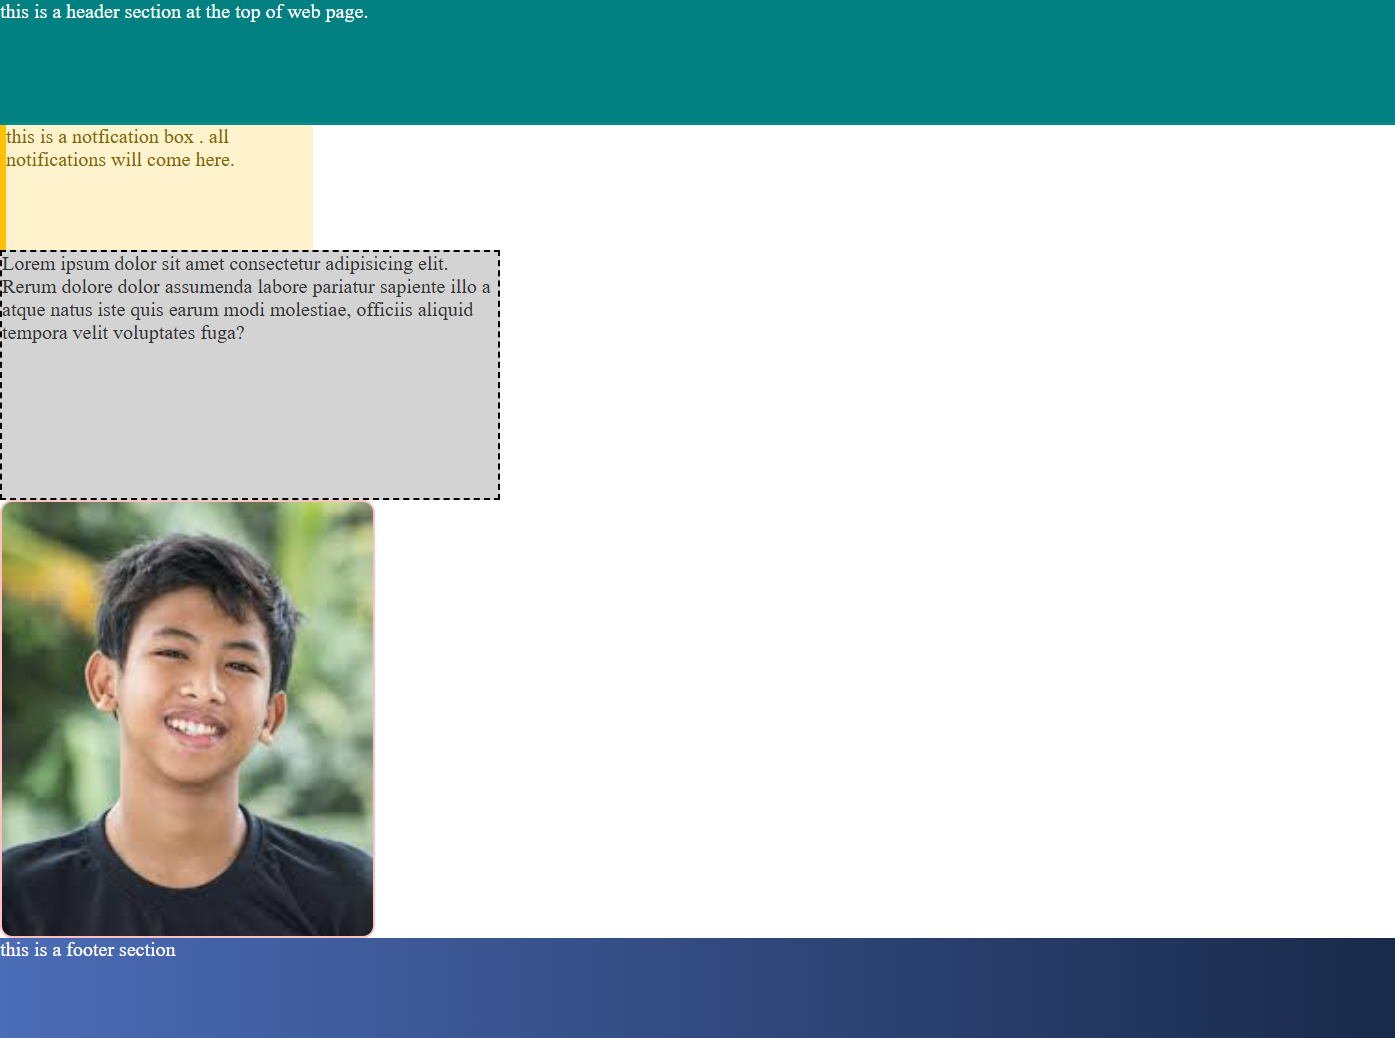 this is a header section at the top of web page.
this is a notfication box . all
notifications will come here.
Lorem ipsum dolor sit amet consectetur adipisicing elit.
Rerum dolore dolor assumenda labore pariatur sapiente illo a
atque natus iste quis earum modi molestiae, officiis aliquid
tempora velit voluptates fuga?
this is a footer section